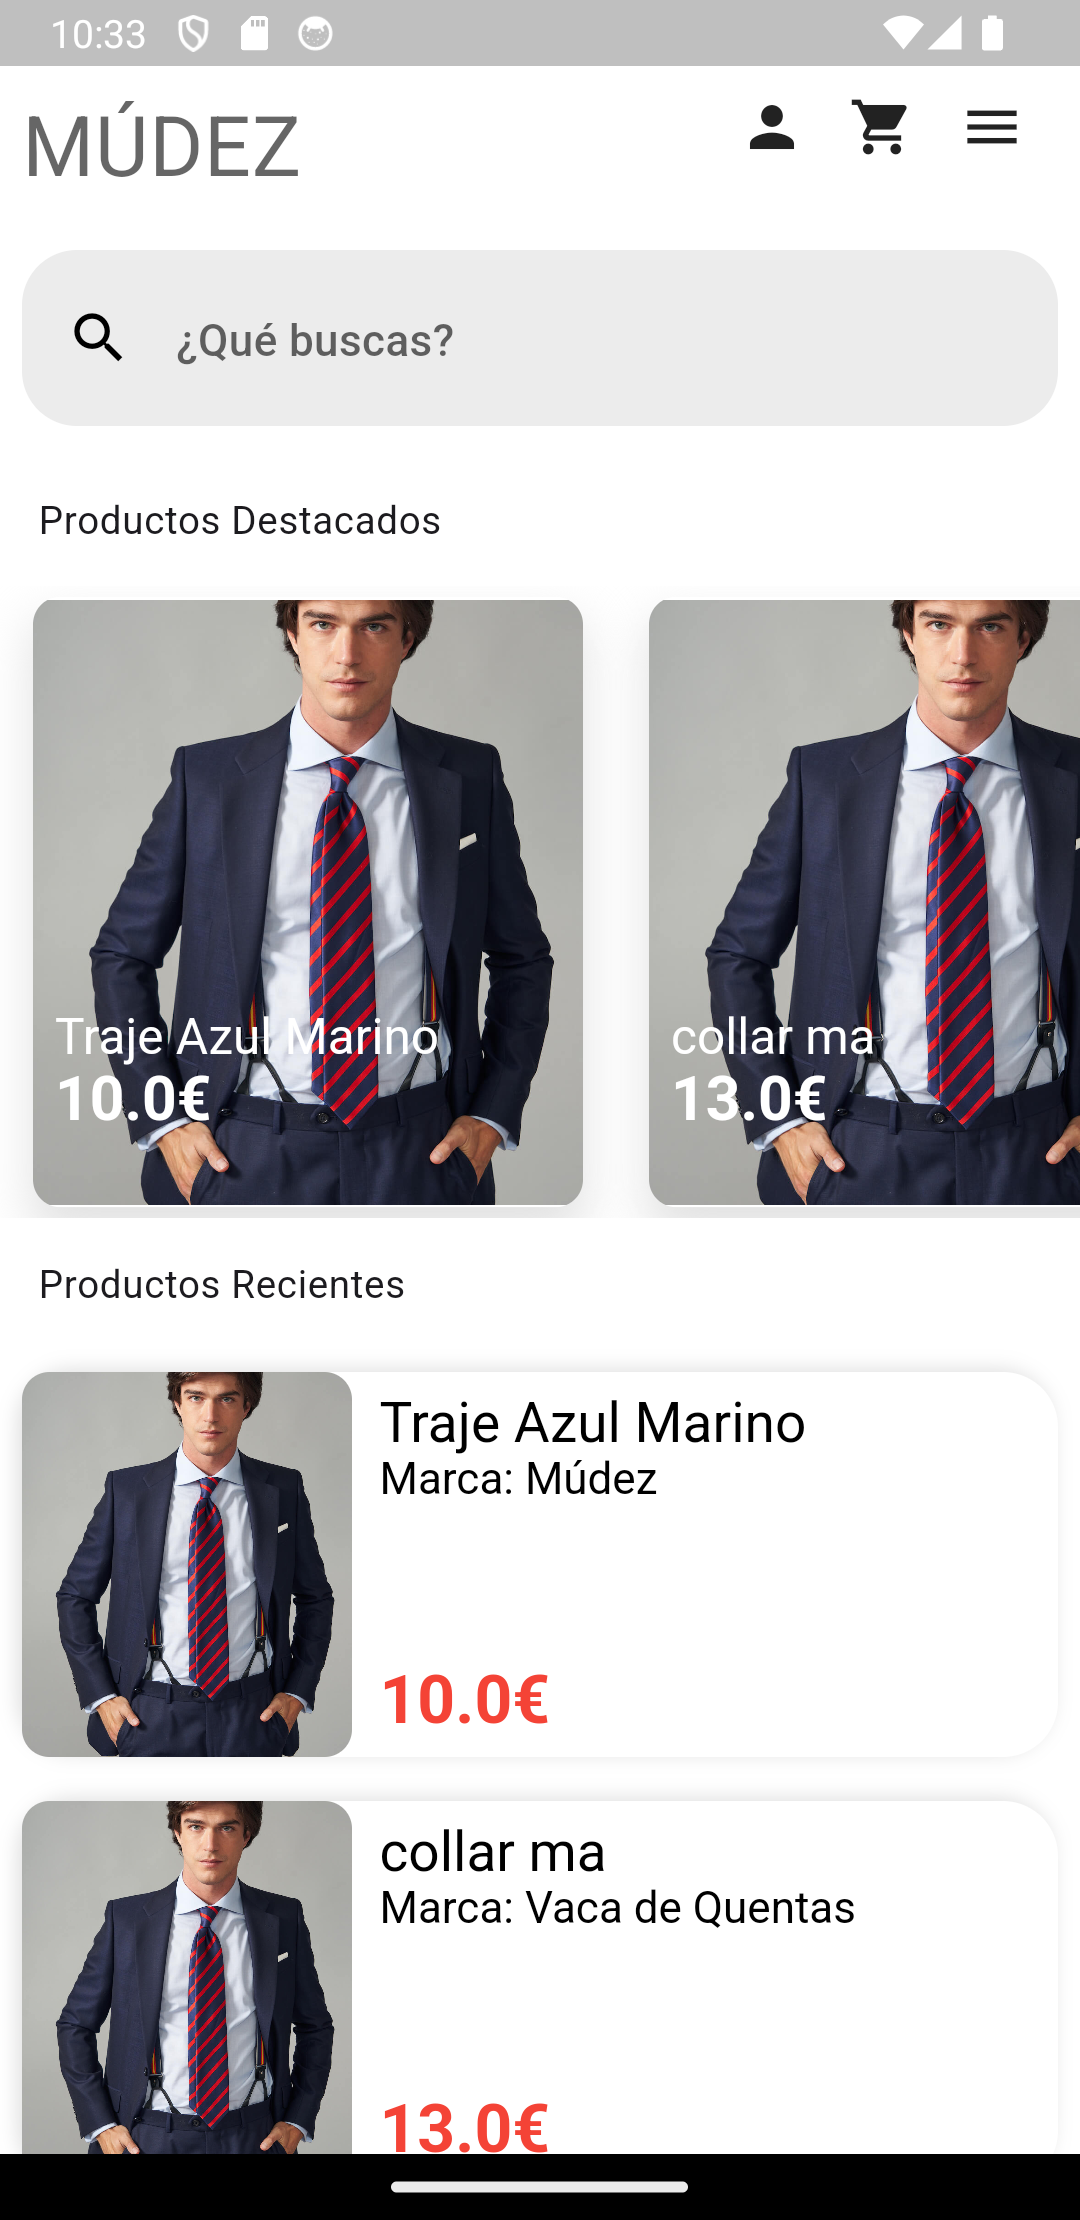 10:33
MÚDEZ
¿Qué buscas?
Productos Destacados
Traje Azul Marino
10.0€
collar ma
13.0€
Productos Recientes
Traje Azul Marino
Marca: Múdez
10.0€
collar ma
Marca: Vaca de Quentas
13.0€